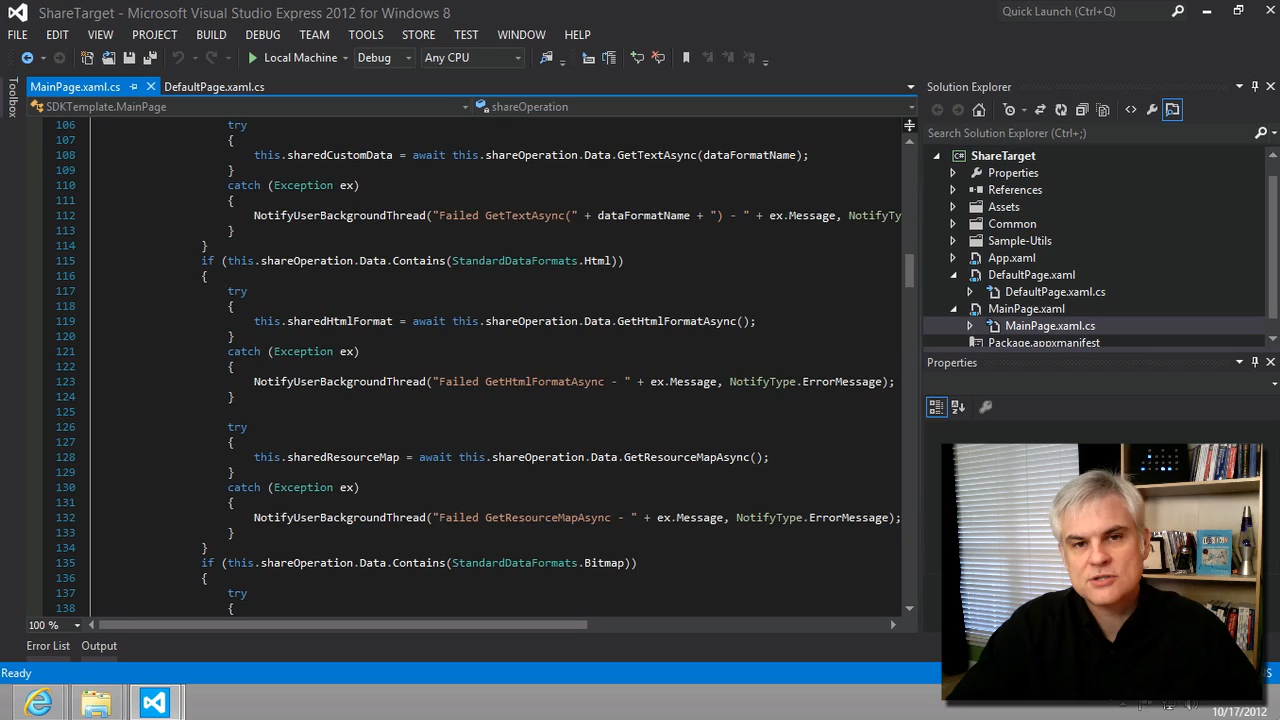 ShareTarget - Microsoft Visual Studio Express 2012 for Windows 8
Quick Launch (Ctrl+Q)
FILE EDIT VIEW PROJECT BUILD DEBUG TEAM TOOLS STORE TEST WINDOW HELP
Local Machine Debug Any CPU
Toolbox
MainPage.xaml.cs DefaultPage.xaml.cs
SDKTemplate.MainPage shareOperation
106 try
107 {
108 this.sharedCustomData = await this.shareOperation.Data.GetTextAsync(dataFormatName);
109 }
110 catch (Exception ex)
111 {
112 NotifyUserBackgroundThread("Failed GetTextAsync(" + dataFormatName + ") - " + ex.Message, NotifyTy
113 }
114 }
115 if (this.shareOperation.Data.Contains(StandardDataFormats.Html))
116 {
117 try
118 {
119 this.sharedHtmlFormat = await this.shareOperation.Data.GetHtmlFormatAsync();
120 }
121 catch (Exception ex)
122 {
123 NotifyUserBackgroundThread("Failed GetHtmlFormatAsync - " + ex.Message, NotifyType.ErrorMessage);
124 }
125
126 try
127 {
128 this.sharedResourceMap = await this.shareOperation.Data.GetResourceMapAsync();
129 }
130 catch (Exception ex)
131 {
132 NotifyUserBackgroundThread("Failed GetResourceMapAsync - " + ex.Message, NotifyType.ErrorMessage);
133 }
134 }
135 if (this.shareOperation.Data.Contains(StandardDataFormats.Bitmap))
136 {
137 try
138 {
100 %
Error List Output
Ready
Solution Explorer
Search Solution Explorer (Ctrl+;)
ShareTarget
Properties
References
Assets
Common
Sample-Utils
App.xaml
DefaultPage.xaml
DefaultPage.xaml.cs
MainPage.xaml
MainPage.xaml.cs
Package.appxmanifest
Properties
10/17/2012